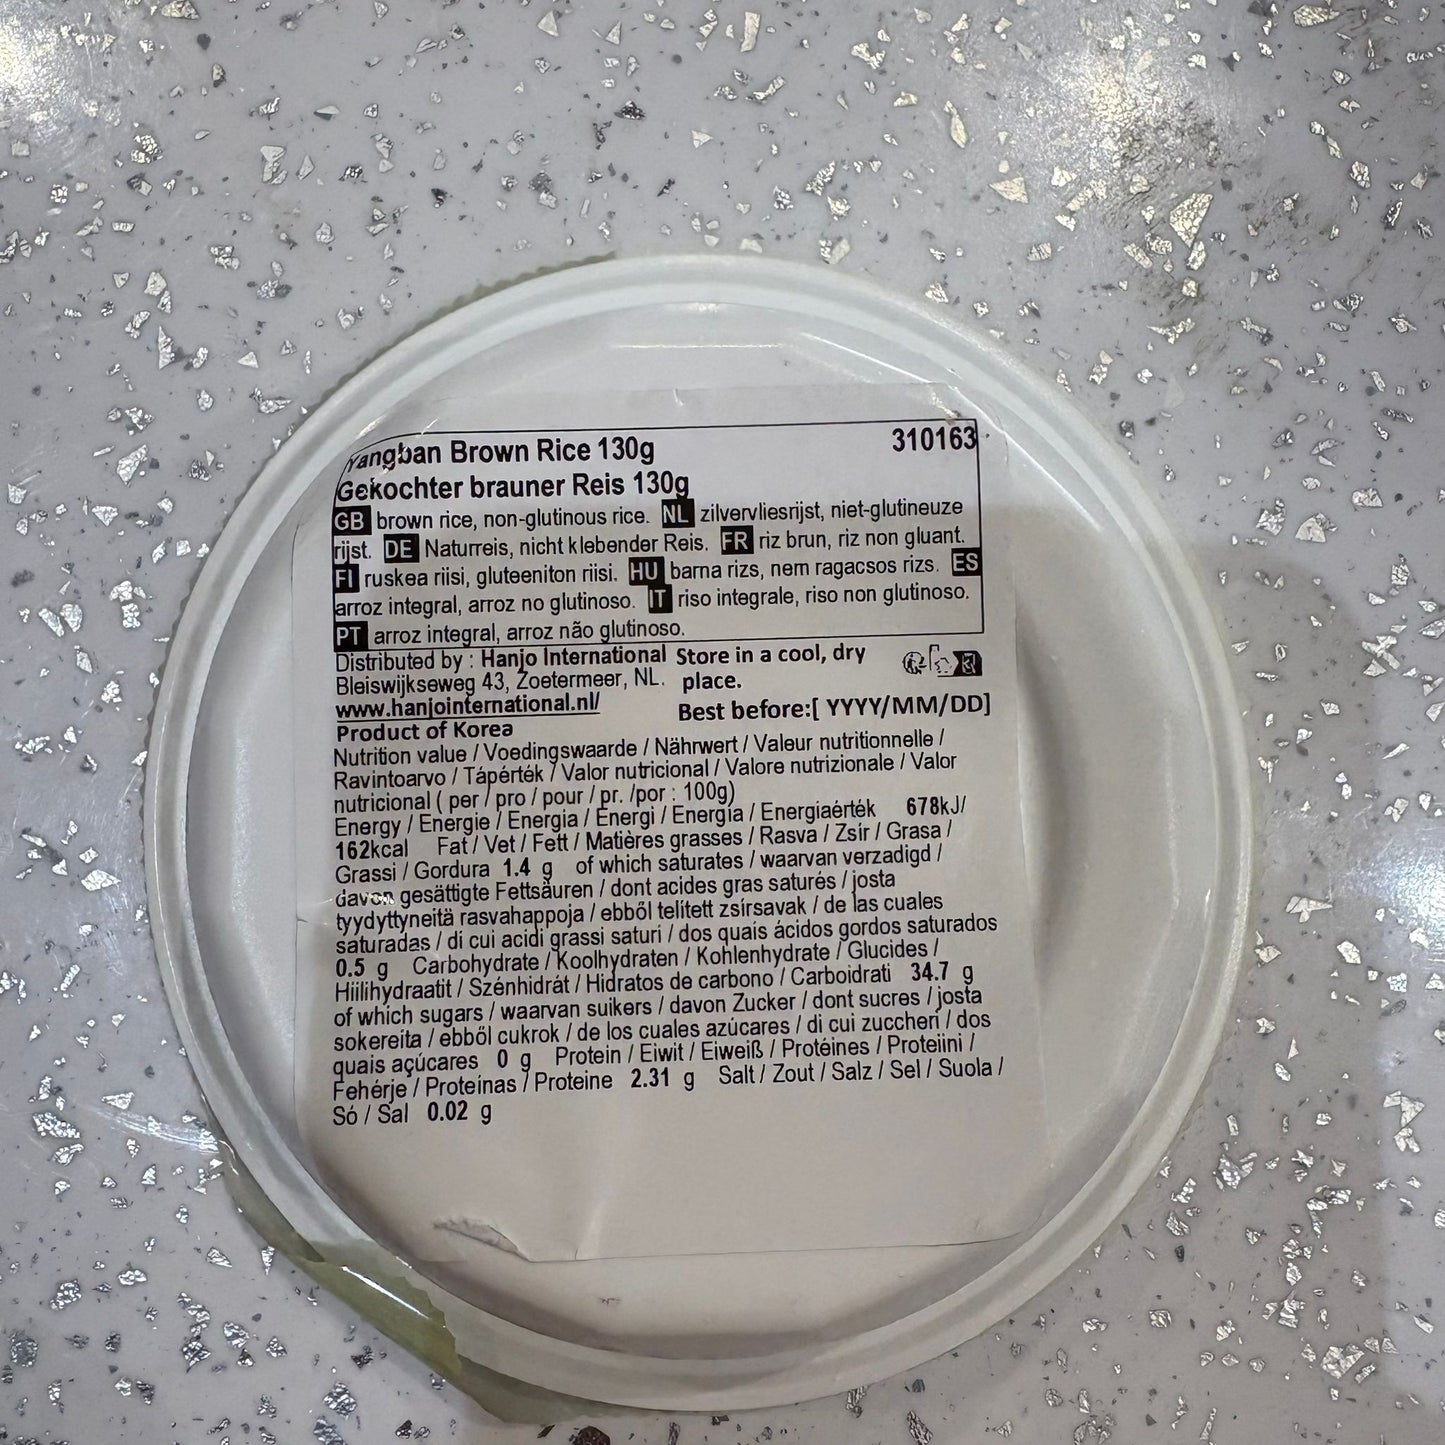 Yangban Brown Rice 130g 310163
Gekochter brauner Reis 130g
GB brown rice, non-glutinous rice. NL zilvervliesrijst, niet-glutineuze
rijst. DE Naturreis, nicht klebender Reis. FR riz brun, riz non gluant.
FI ruskea riisi, gluteeniton riisi. HU barna rizs, nem ragacsos rizs. ES
arroz integral, arroz no glutinoso. IT riso integrale, riso non glutinoso.
PT arroz integral, arroz não glutinoso.
Distributed by : Hanjo International
Bleiswijkseweg 43, Zoetermeer, NL.
www.hanjointernational.nl/
Product of Korea
Store in a cool, dry
place.
Best before:[ YYYY/MM/DD]
Nutrition value / Voedingswaarde / Nährwert / Valeur nutritionnelle /
Ravintoarvo / Tápérték / Valor nutricional / Valore nutrizionale / Valor
nutricional ( per / pro / pour / pr. /por : 100g)
Energy / Energie / Energia / Energi / Energía / Energiaérték 678kJ/
162kcal Fat / Vet / Fett / Matières grasses / Rasva / Zsír / Grasa /
Grassi / Gordura 1.4 g of which saturates / waarvan verzadigd /
davon gesättigte Fettsäuren / dont acides gras saturés / josta
tyydyttyneitä rasvahappoja / ebből telített zsírsavak / de las cuales
saturadas / di cui acidi grassi saturi / dos quais ácidos gordos saturados
0.5 g Carbohydrate / Koolhydraten / Kohlenhydrate / Glucides /
Hiilihydraatit / Szénhidrát / Hidratos de carbono / Carboidrati 34.7 g
of which sugars / waarvan suikers / davon Zucker / dont sucres / josta
sokereita / ebből cukrok / de los cuales azúcares / di cui zuccheri / dos
quais açúcares 0 g Protein / Eiwit / Eiweiß / Protéines / Proteiini /
Fehérje / Proteínas / Proteine 2.31 g Salt / Zout / Salz / Sel / Suola /
Só / Sal 0.02 g